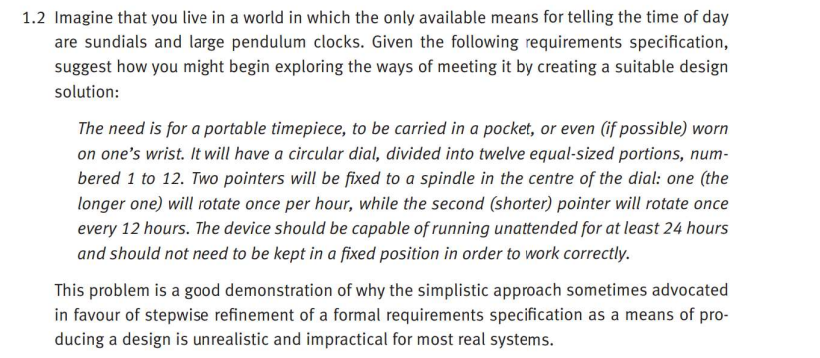 1.2 Imagine that you live in a world in which the only available means for telling the time of day
are sundials and large pendulum clocks. Given the following requirements specification,
suggest how you might begin exploring the ways of meeting it by creating a suitable design
solution:
The need is for a portable timepiece, to be carried in a pocket, or even (if possible) worn
on one's wrist. It will have a circular dial, divided into twelve equal-sized portions, num-
bered 1 to 12. Two pointers will be fixed to a spindle in the centre of the dial: one (the
longer one) will rotate once per hour, while the second (shorter) pointer will rotate once
every 12 hours. The device should be capable of running unattended for at least 24 hours
and should not need to be kept in a fixed position in order to work correctly.
This problem is a good demonstration of why the simplistic approach sometimes advocated
in favour of stepwise refinement of a formal requirements specification as a means of pro-
ducing a design is unrealistic and impractical for most real systems.